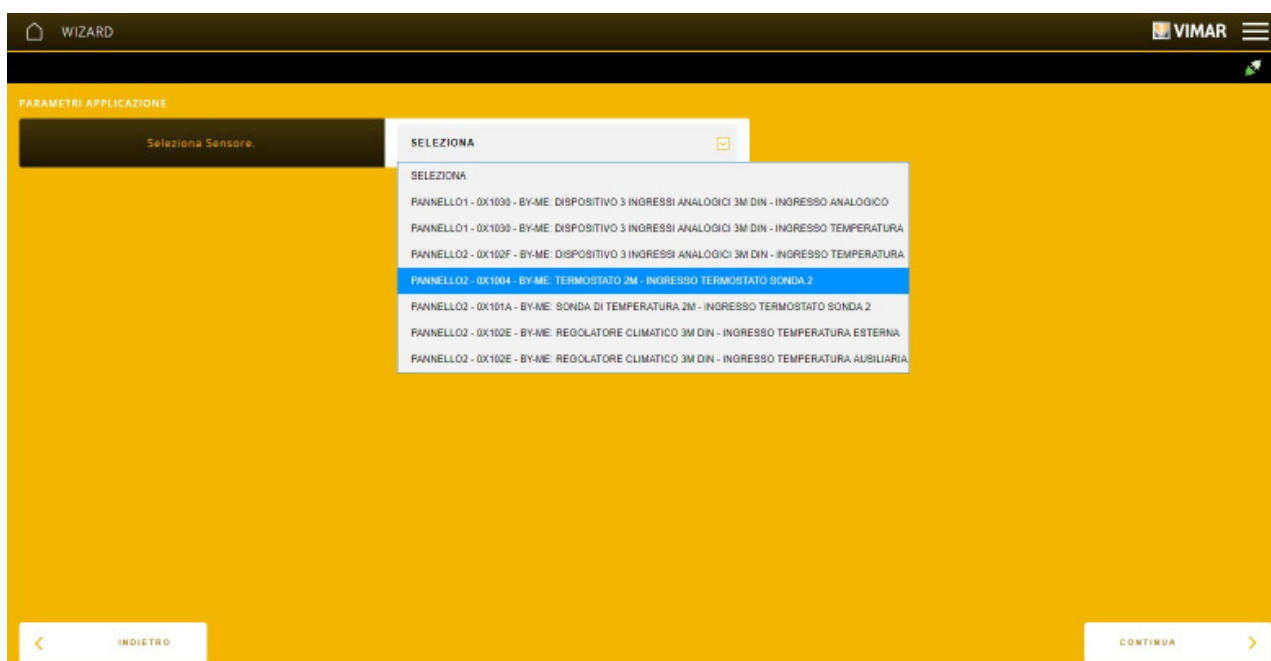 WIZARD
VIMAR
PARAMETRI APPLICAZIONE
Seleziona Sensore.
SELEZIONA
SELEZIONA
PANNELLO1 - 0X1030 - BY-ME: DISPOSITIVO 3 INGRESSI ANALOGICI 3M DIN - INGRESSO ANALOGICO
PANNELLO1 - 0X1030 - BY-ME: DISPOSITIVO 3 INGRESSI ANALOGICI 3M DIN - INGRESSO TEMPERATURA
PANNELLO2 - 0X102F - BY-ME: DISPOSITIVO 3 INGRESSI ANALOGICI 3M DIN - INGRESSO TEMPERATURA
PANNELLO2 - 0X1004 - BY-ME: TERMOSTATO 2M - INGRESSO TERMOSTATO SONDA 2
PANNELLO2 - 0X101A - BY-ME: SONDA DI TEMPERATURA 2M - INGRESSO TERMOSTATO SONDA 2
PANNELLO2 - 0X102E - BY-ME: REGOLATORE CLIMATICO 3M DIN - INGRESSO TEMPERATURA ESTERNA
PANNELLO2 - 0X102E - BY-ME: REGOLATORE CLIMATICO 3M DIN - INGRESSO TEMPERATURA AUSILIARIA
INDIETRO
CONTINUA